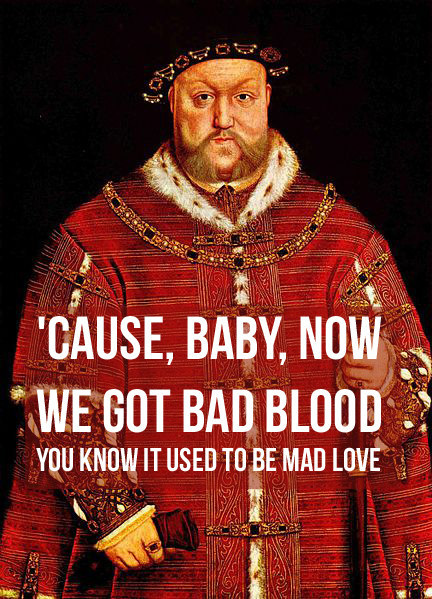 'CAUSE, BABY, NOW
WE GOT BAD BLOOD
YOU KNOW IT USED TO BE MAD LOVE